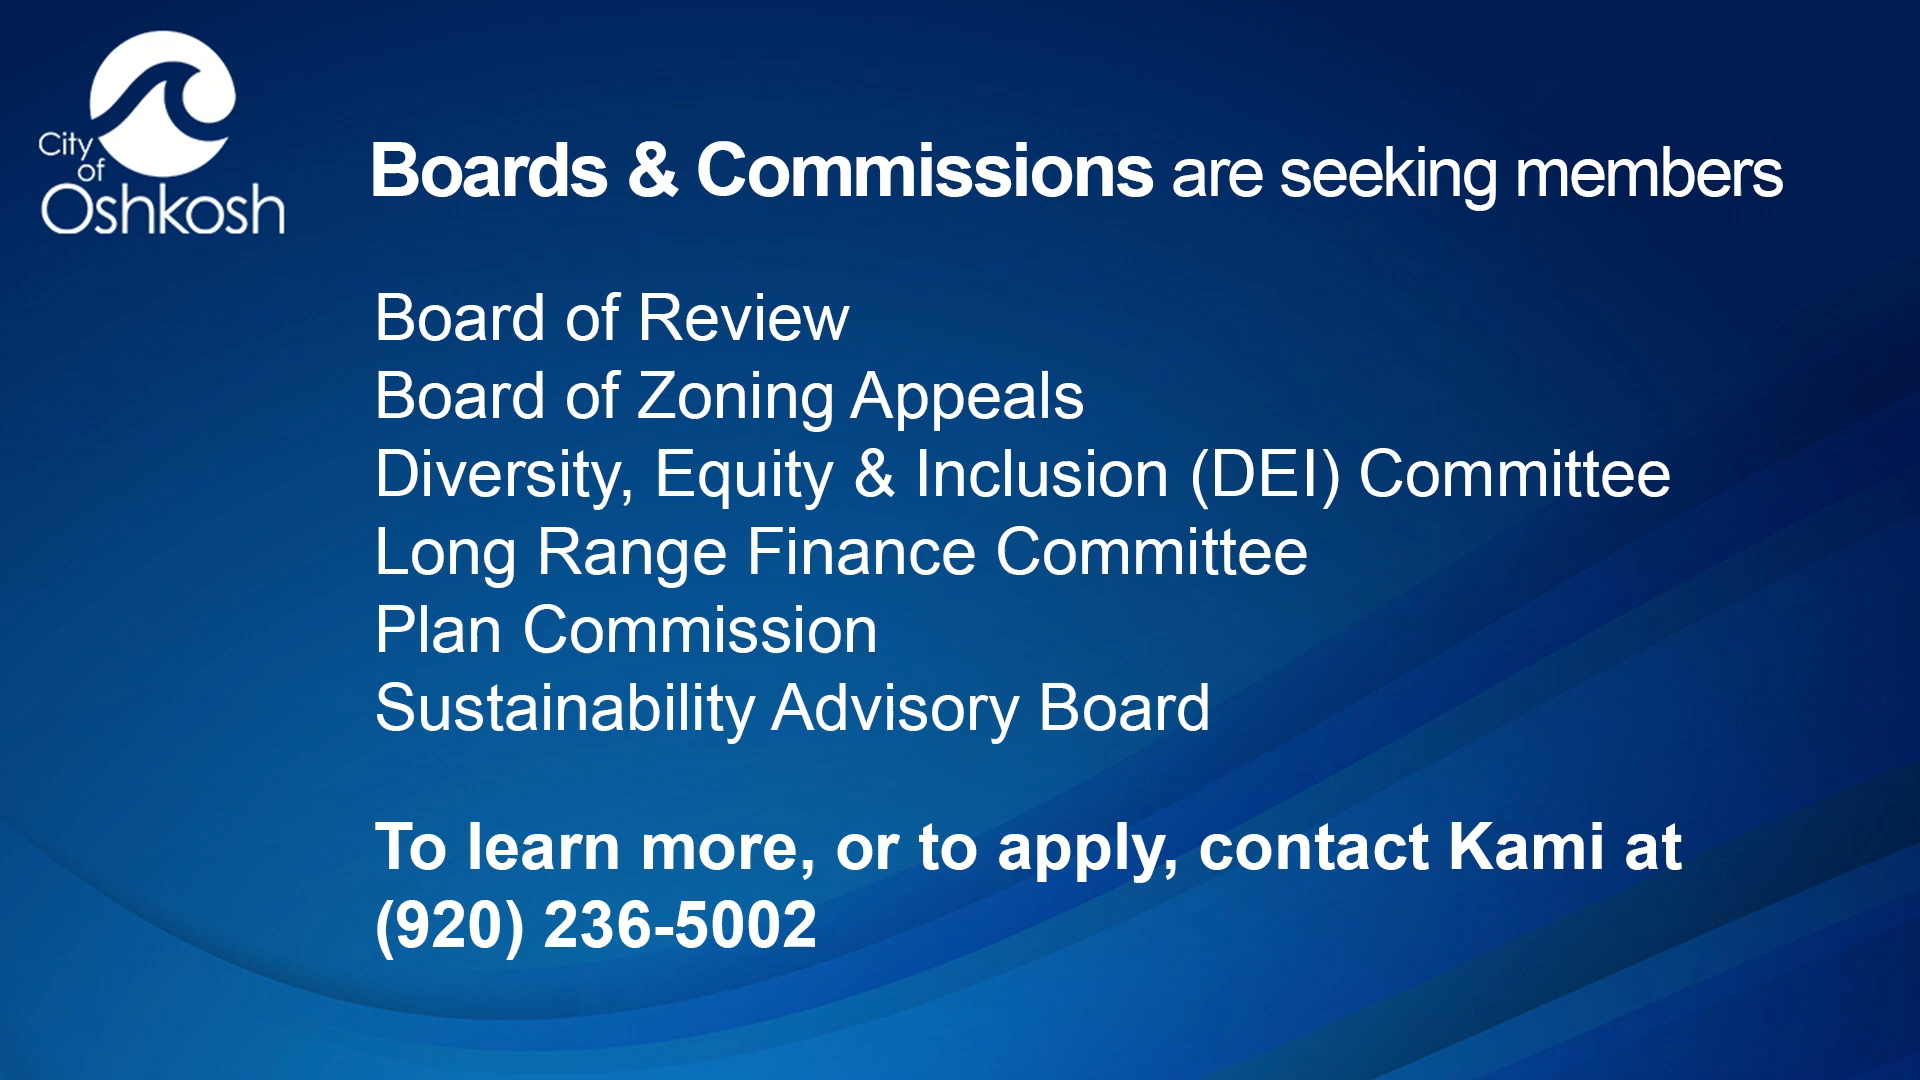 City
of
Oshkosh
Boards & Commissions are seeking members
Board of Review
Board of Zoning Appeals
Diversity, Equity & Inclusion (DEI) Committee
Long Range Finance Committee
Plan Commission
Sustainability Advisory Board
To learn more, or to apply, contact Kami at
(920) 236-5002